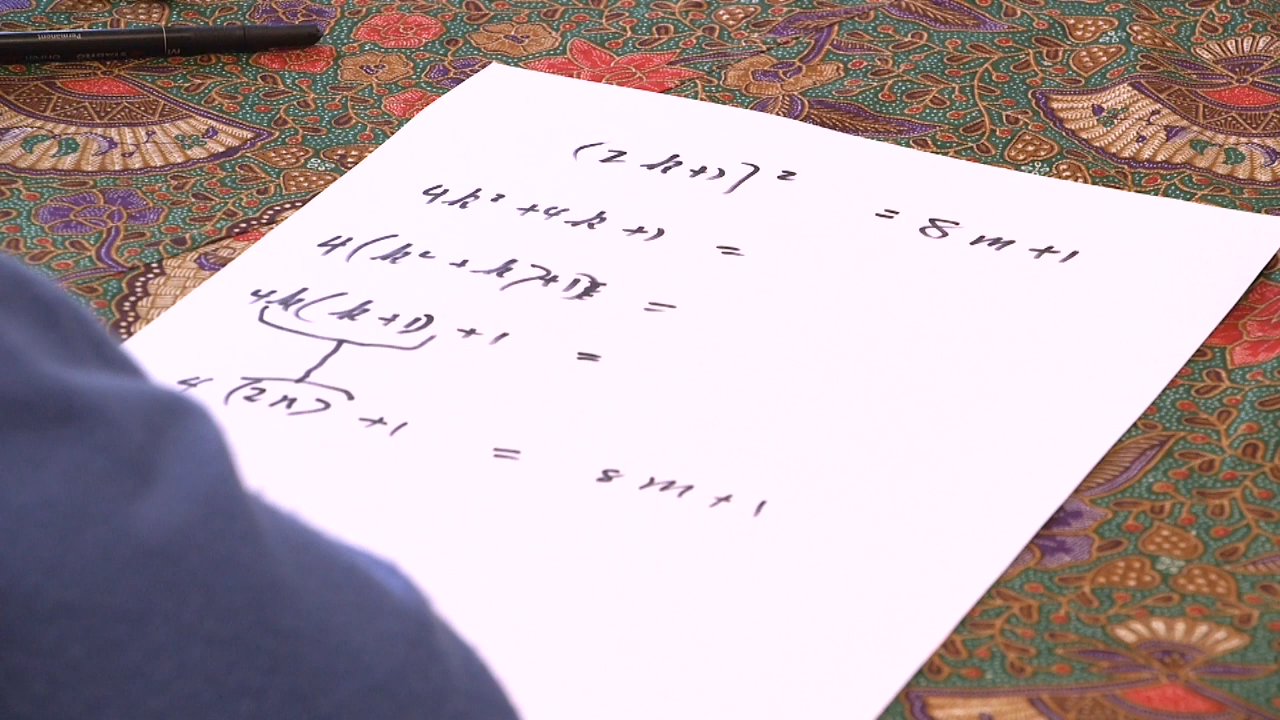 (2k+1)² = 8m+1
4k²+4k+1 =
4(k²+k)+1 =
4k(k+1)+1 =
4(2n)+1 = 8m+1
Permanent